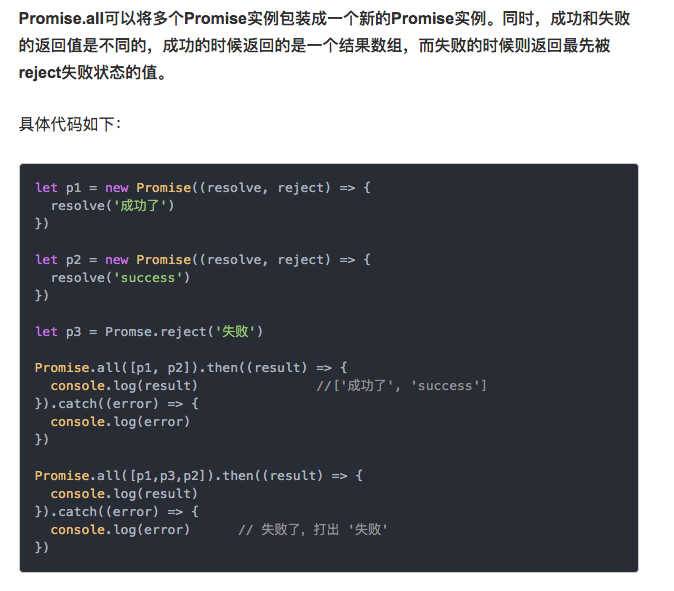 Promise.all可以将多个Promise实例包装成一个新的Promise实例。同时，成功和失败
的返回值是不同的，成功的时候返回的是一个结果数组，而失败的时候则返回最先被
reject失败状态的值。
具体代码如下：
let p1 = new Promise((resolve, reject) => {
  resolve('成功了')
})
let p2 = new Promise((resolve, reject) => {
  resolve('success')
})
let p3 = Promse.reject('失败')
Promise.all([p1, p2]).then((result) => {
  console.log(result)               //['成功了', 'success']
}).catch((error) => {
  console.log(error)
})
Promise.all([p1,p3,p2]).then((result) => {
  console.log(result)
}).catch((error) => {
  console.log(error)      // 失败了，打出 '失败'
})